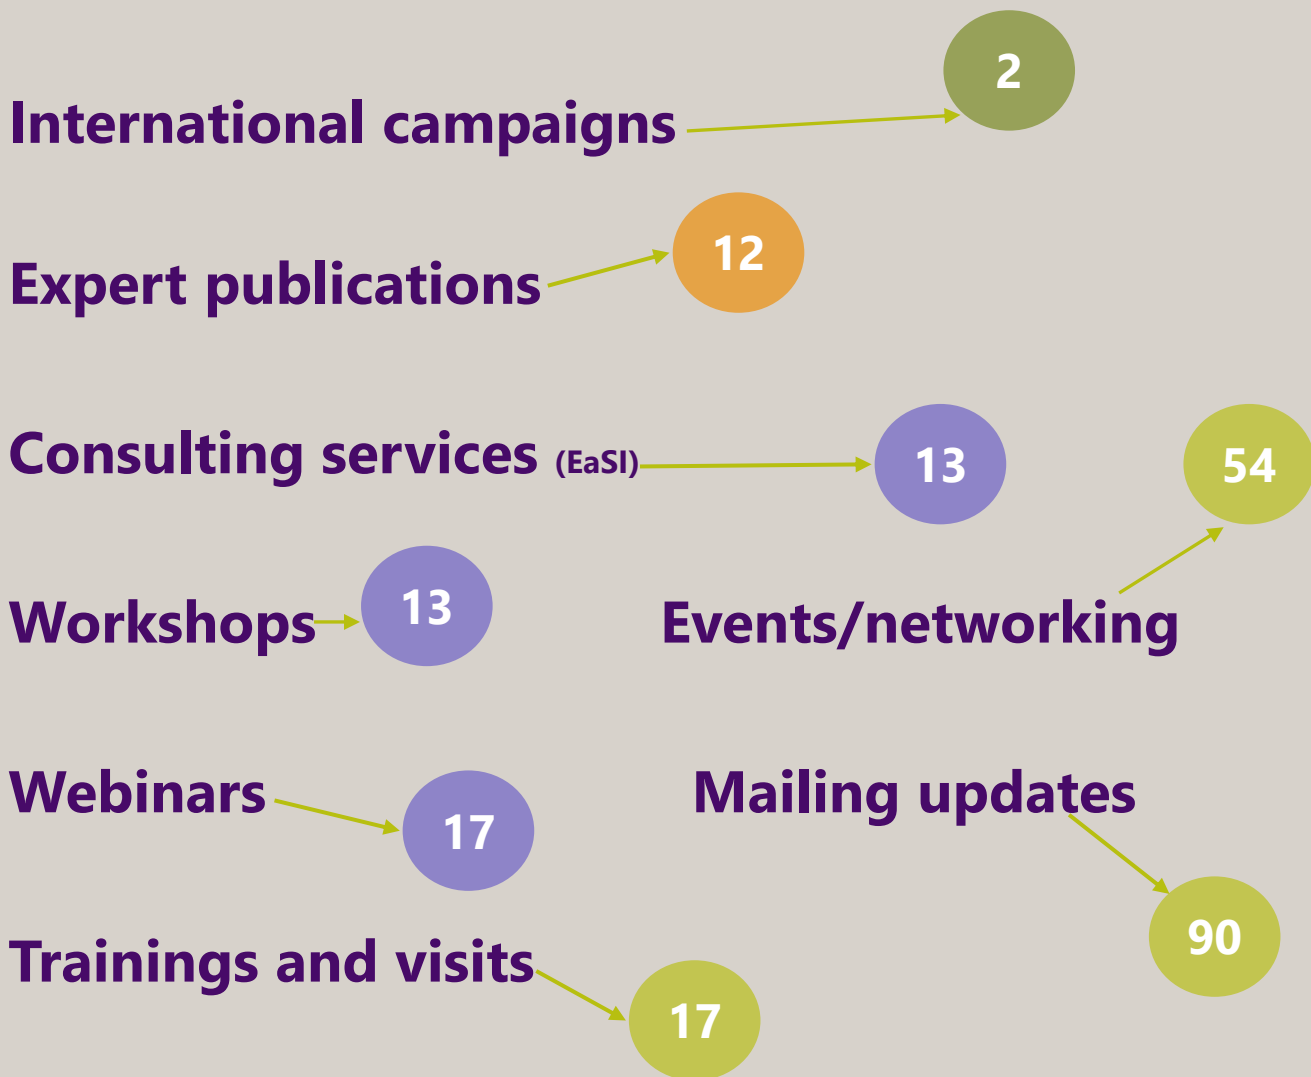 2
International campaigns
12
Expert publications
Consulting services (EaSI)
13
54
Workshops
13
Events/networking
Webinars
17
Mailing updates
90
Trainings and visits
17